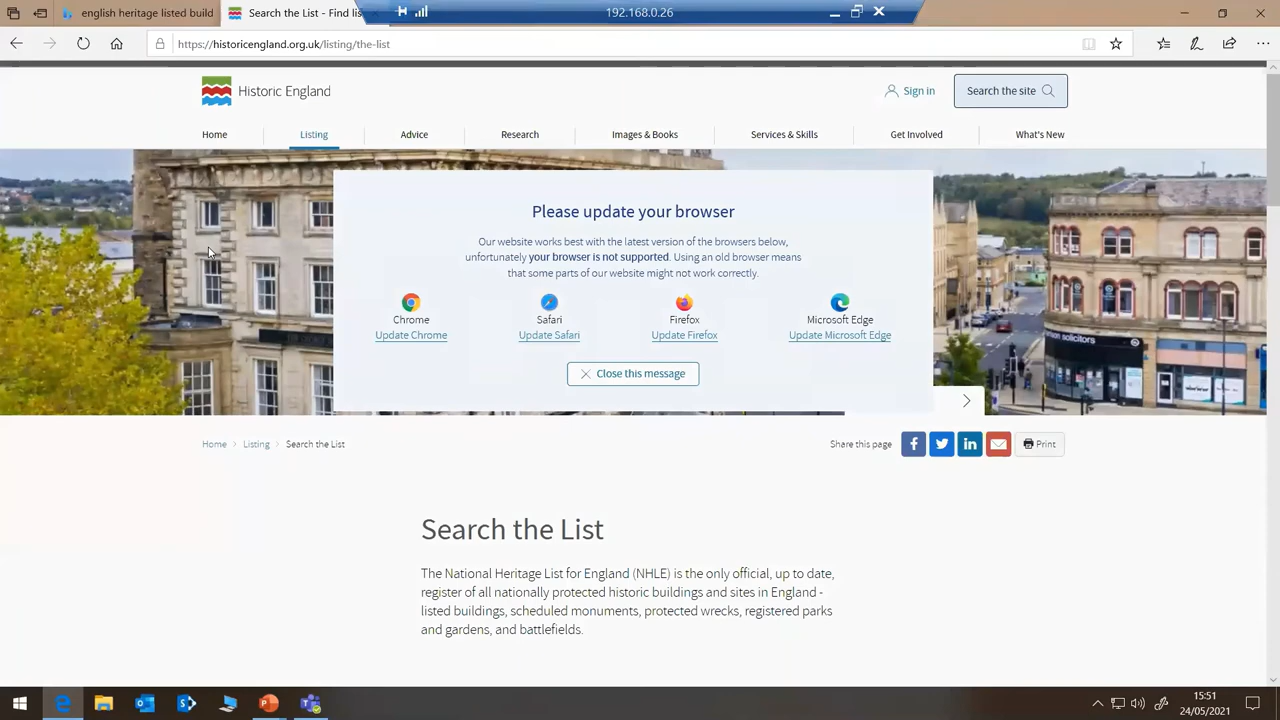 english heritage listed build
Search the List - Find lis
192.168.0.26
https://historicengland.org.uk/listing/the-list
Historic England
Sign in
Search the site
Home
Listing
Advice
Research
Images & Books
Services & Skills
Get Involved
What's New
Please update your browser
Our website works best with the latest version of the browsers below,
unfortunately your browser is not supported. Using an old browser means
that some parts of our website might not work correctly.
Chrome
Safari
Firefox
Microsoft Edge
Update Chrome
Update Safari
Update Firefox
Update Microsoft Edge
Close this message
solicitors
Home
Listing
Search the List
Share this page
Print
Search the List
The National Heritage List for England (NHLE) is the only official, up to date,
register of all nationally protected historic buildings and sites in England -
listed buildings, scheduled monuments, protected wrecks, registered parks
and gardens, and battlefields.
15:51
24/05/2021